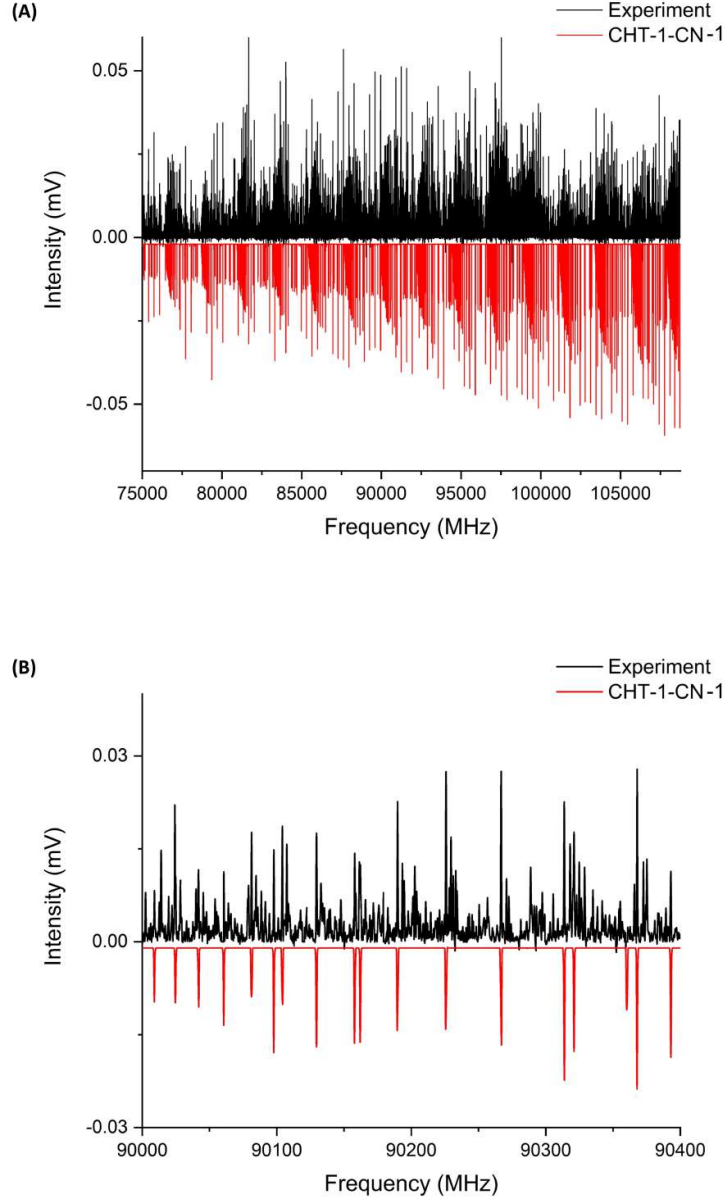 (A)
Experiment
CHT-1-CN-1
0.05
0.00
-0.05
Intensity (mV)
75000 80000 85000 90000 95000 100000 105000
Frequency (MHz)
(B)
Experiment
CHT-1-CN-1
0.03
0.00
-0.03
Intensity (mV)
90000 90100 90200 90300 90400
Frequency (MHz)